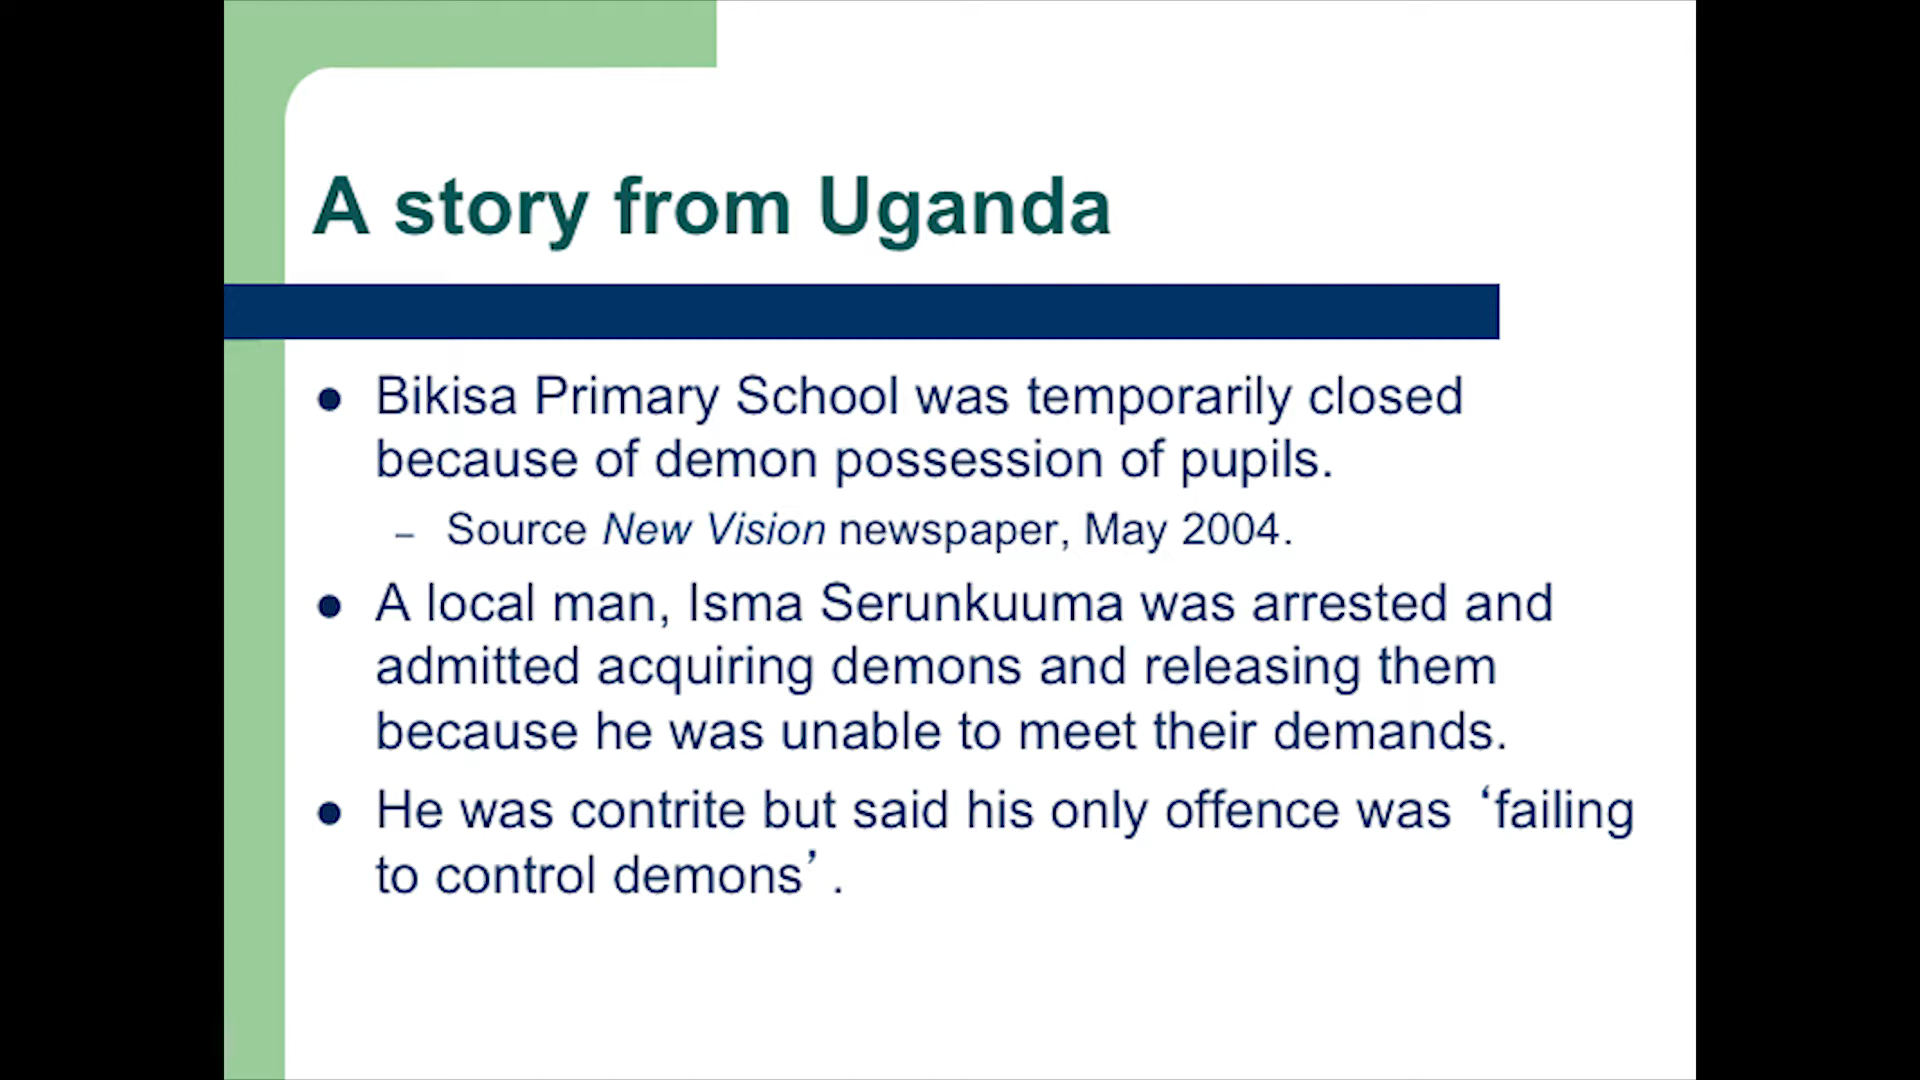 A story from Uganda
● Bikisa Primary School was temporarily closed
because of demon possession of pupils.
– Source New Vision newspaper, May 2004.
● A local man, Isma Serunkuuma was arrested and
admitted acquiring demons and releasing them
because he was unable to meet their demands.
● He was contrite but said his only offence was ‘failing
to control demons’ .